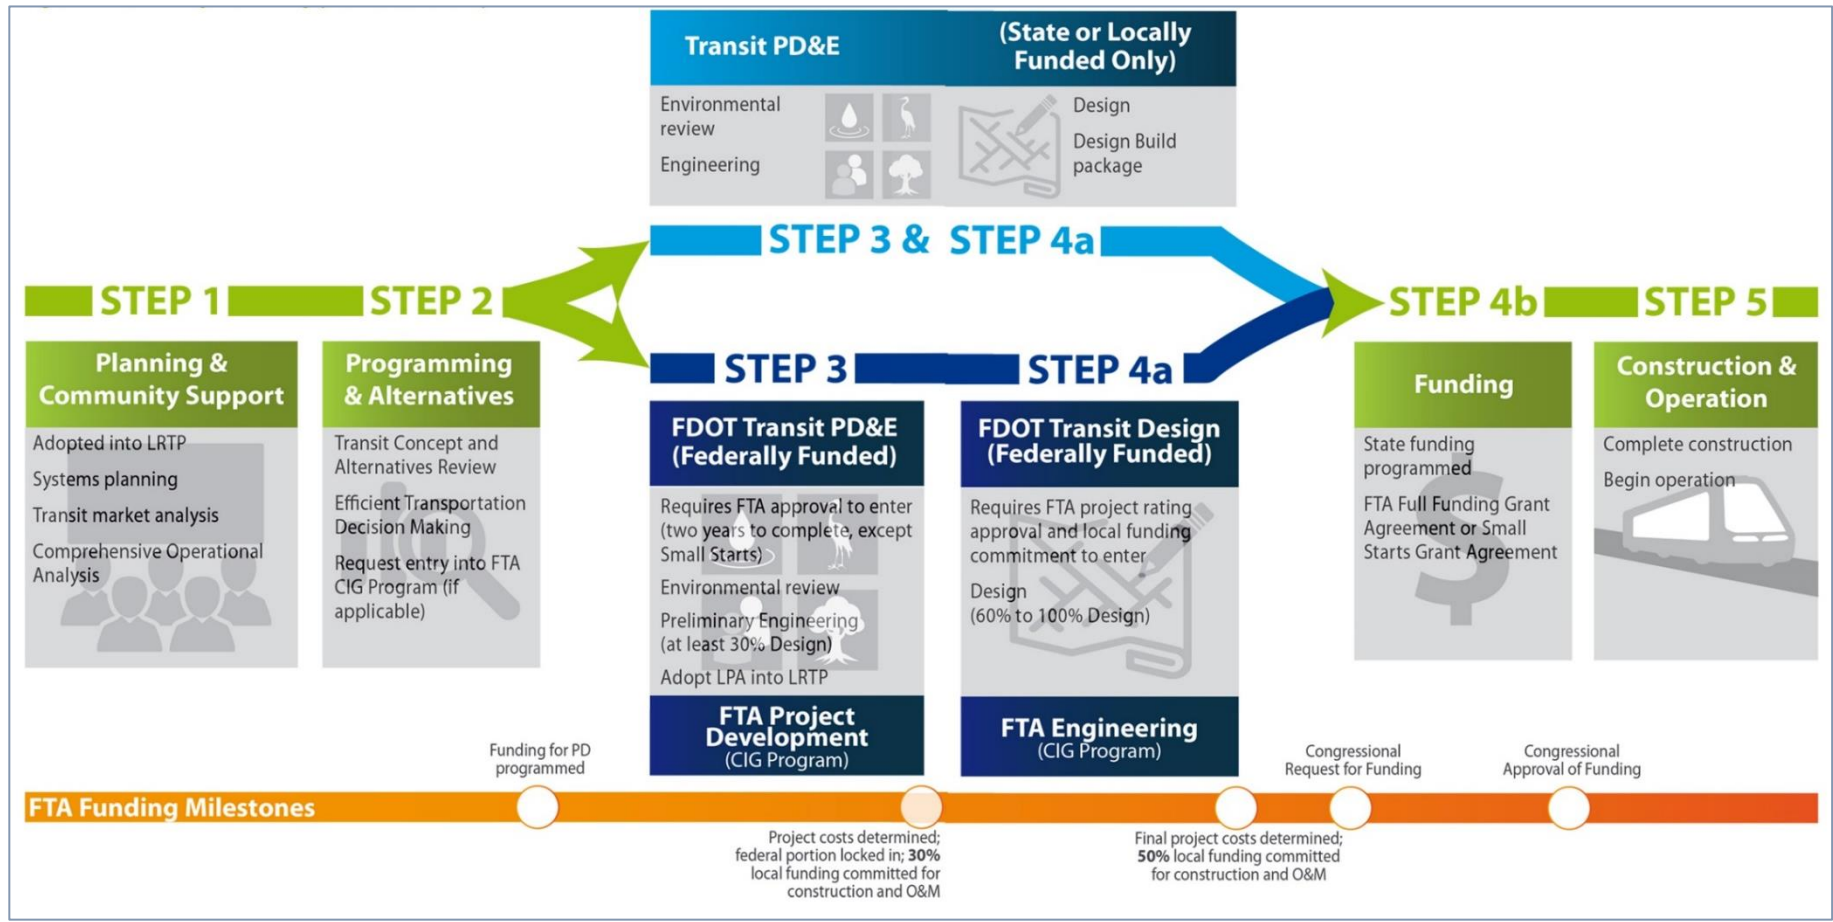 Transit PD&E
(State or Locally
Funded Only)
Environmental
review
Engineering
Design
Design Build
package
STEP 3 & STEP 4a
STEP 1
STEP 2
STEP 3
STEP 4a
STEP 4b
STEP 5
Planning &
Community Support
Adopted into LRTP
Systems planning
Transit market analysis
Comprehensive Operational
Analysis
Programming
& Alternatives
Transit Concept and
Alternatives Review
Efficient Transportation
Decision Making
Request entry into FTA
CIG Program (if
applicable)
FDOT Transit PD&E
(Federally Funded)
Requires FTA approval to enter
(two years to complete, except
Small Starts)
Environmental review
Preliminary Engineering
(at least 30% Design)
Adopt LPA into LRTP
FTA Project
Development
(CIG Program)
FDOT Transit Design
(Federally Funded)
Requires FTA project rating
approval and local funding
commitment to enter
Design
(60% to 100% Design)
FTA Engineering
(CIG Program)
Funding
State funding
programmed
FTA Full Funding Grant
Agreement or Small
Starts Grant Agreement
Construction &
Operation
Complete construction
Begin operation
FTA Funding Milestones
Funding for PD
programmed
Project costs determined;
federal portion locked in; 30%
local funding committed for
construction and O&M
Final project costs determined;
50% local funding committed
for construction and O&M
Congressional
Request for Funding
Congressional
Approval of Funding